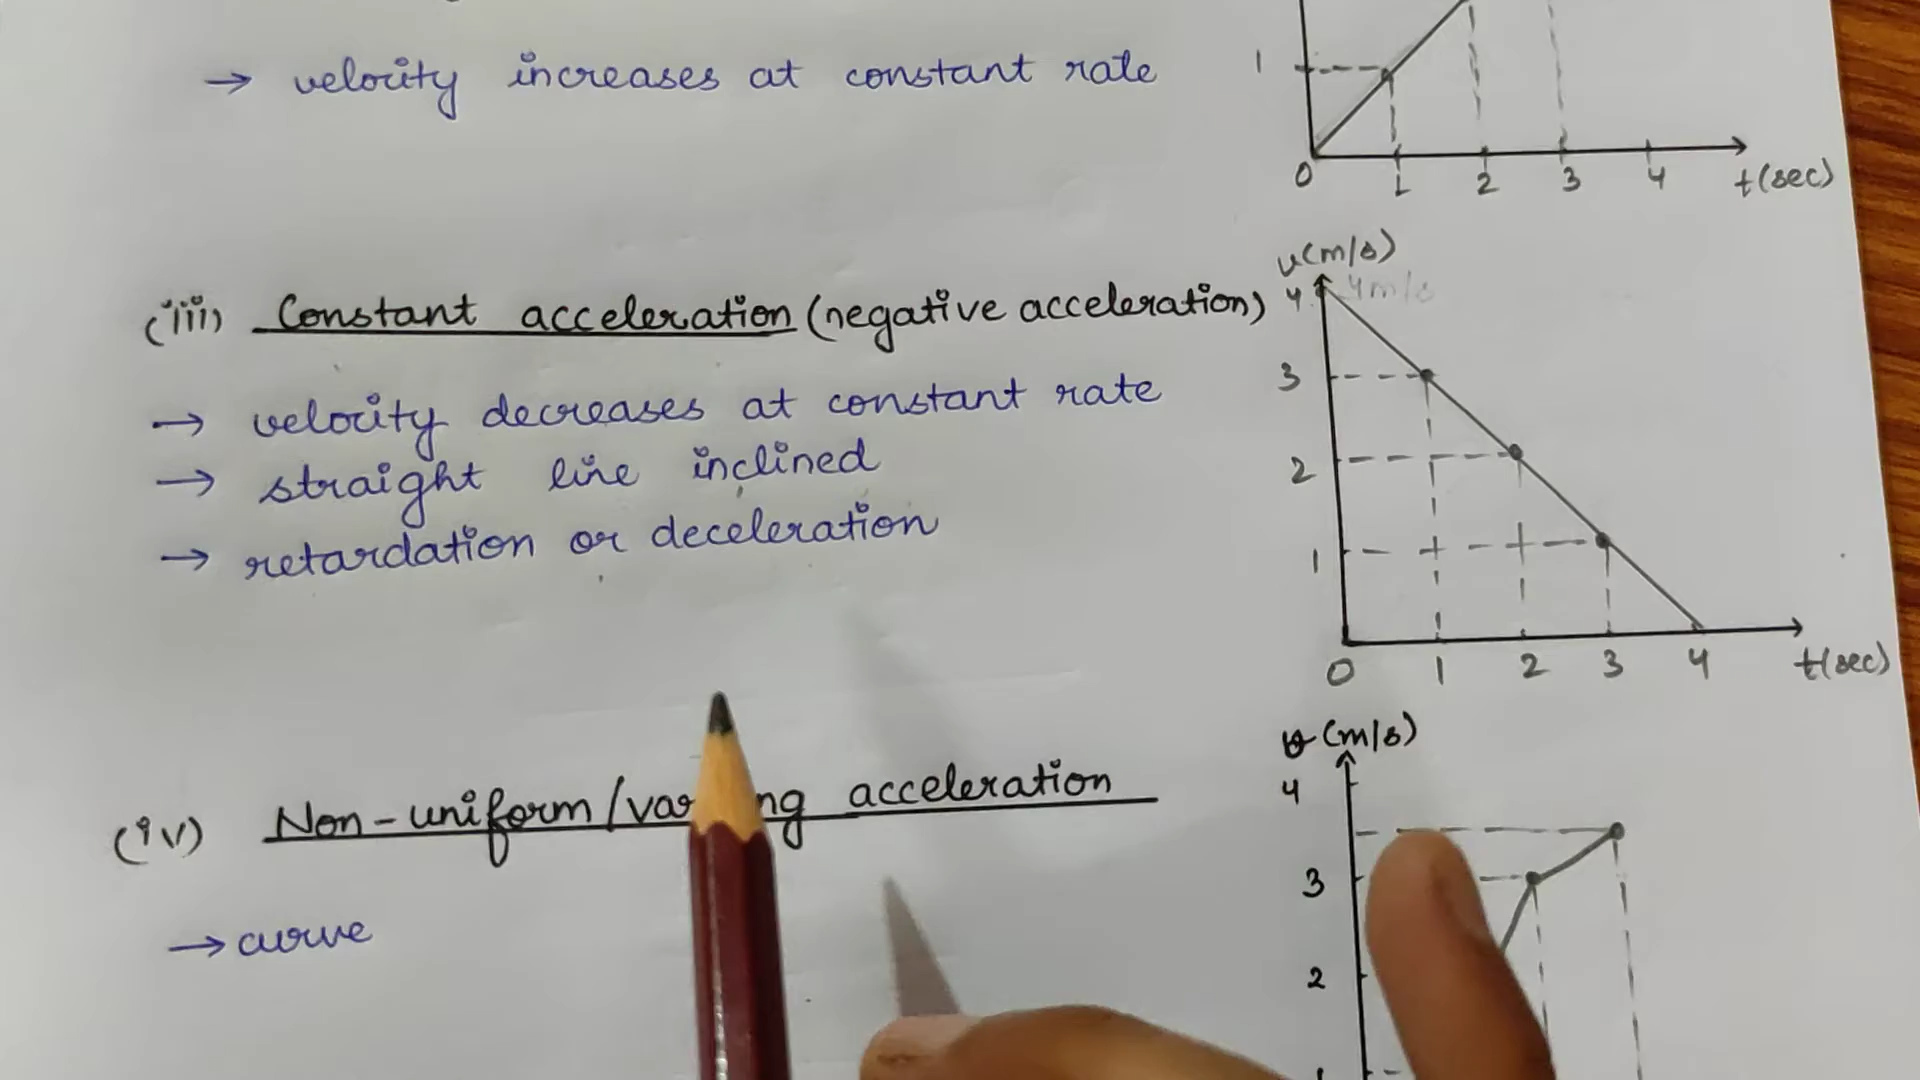 → velocity increases at constant rate
1
0 1 2 3 4 t(sec)
(iii) Constant acceleration (negative acceleration)
→ velocity decreases at constant rate
→ straight line inclined
→ retardation or deceleration
v(m/s)
4 4m/s
3
2
1
0 1 2 3 4 t(sec)
(iv) Non-uniform/ acceleration
→ curve
v(m/s)
4
3
2